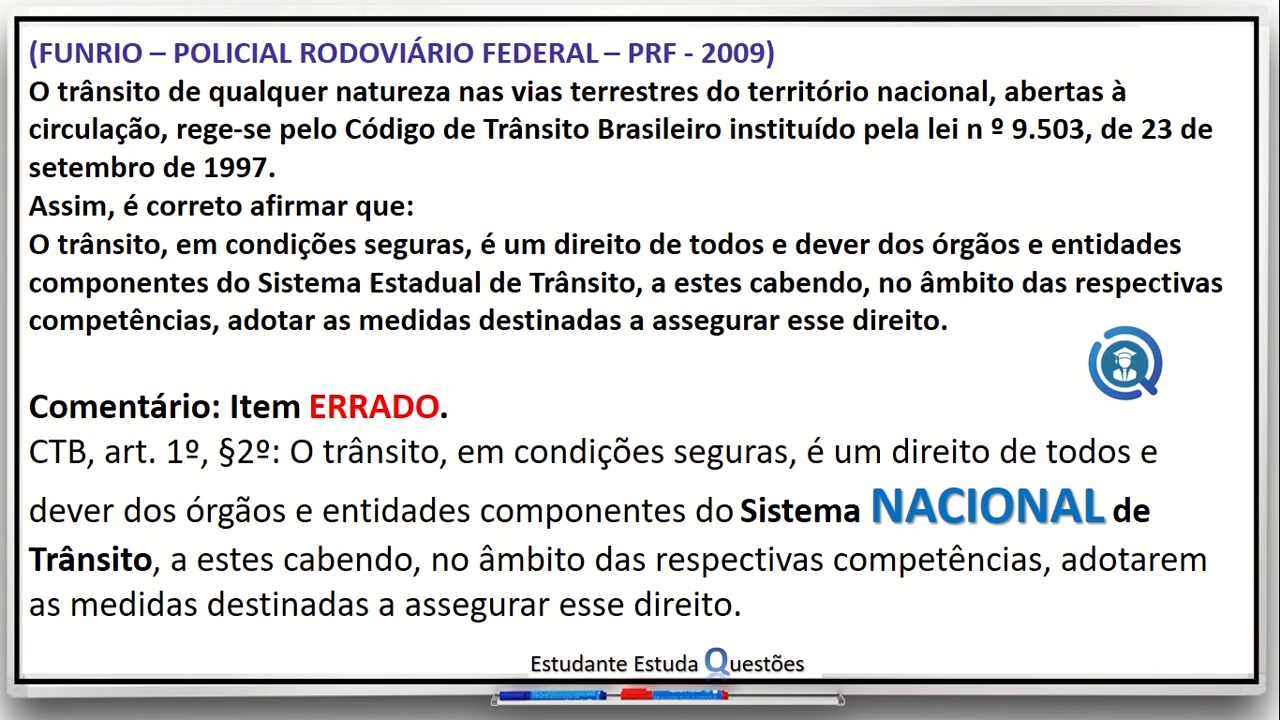 (FUNRIO – POLICIAL RODOVIÁRIO FEDERAL – PRF - 2009)
O trânsito de qualquer natureza nas vias terrestres do território nacional, abertas à
circulação, rege-se pelo Código de Trânsito Brasileiro instituído pela lei n º 9.503, de 23 de
setembro de 1997.
Assim, é correto afirmar que:
O trânsito, em condições seguras, é um direito de todos e dever dos órgãos e entidades
componentes do Sistema Estadual de Trânsito, a estes cabendo, no âmbito das respectivas
competências, adotar as medidas destinadas a assegurar esse direito.
Comentário: Item ERRADO.
CTB, art. 1º, §2º: O trânsito, em condições seguras, é um direito de todos e
dever dos órgãos e entidades componentes do Sistema NACIONAL de
Trânsito, a estes cabendo, no âmbito das respectivas competências, adotarem
as medidas destinadas a assegurar esse direito.
Estudante Estuda Questões